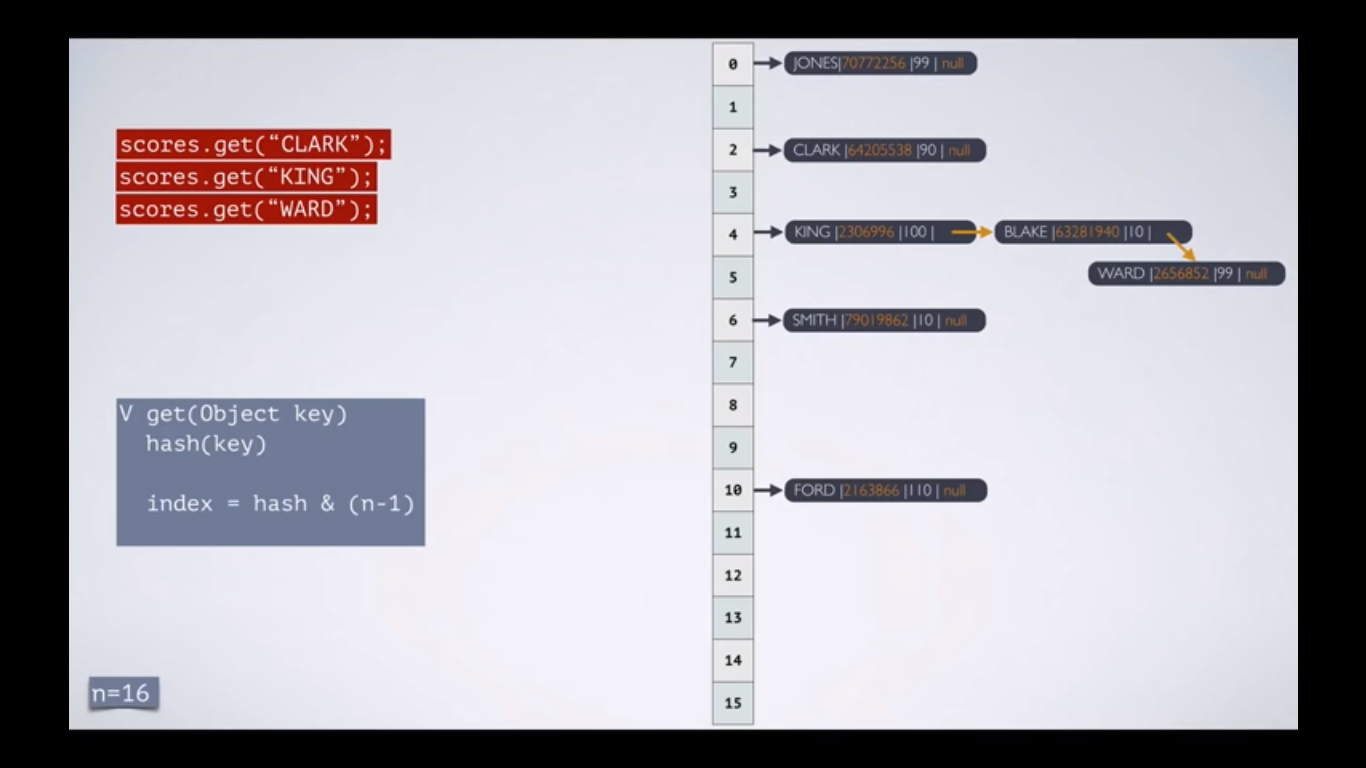 scores.get(“CLARK”);
scores.get(“KING”);
scores.get(“WARD”);
V get(Object key)
hash(key)
index = hash & (n-1)
n=16
0
JONES|70772256 |99 | null
1
2
CLARK |64205538 |90 | null
3
4
KING |2306996 |100 |
BLAKE |63281940 |10 |
5
WARD |2656852 |99 | null
6
SMITH |79019862 |10 | null
7
8
9
10
FORD |2163866 |110 | null
11
12
13
14
15